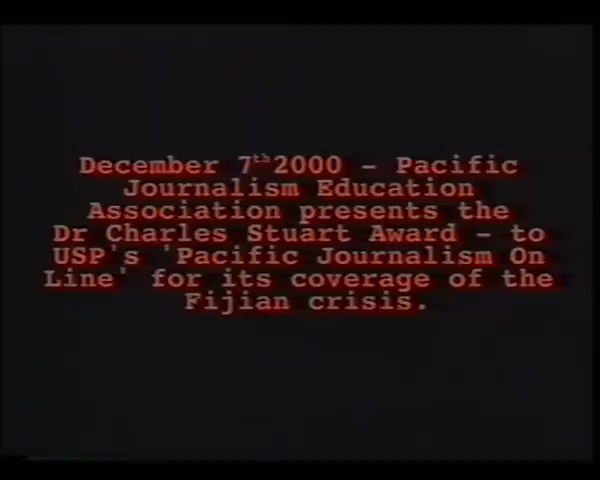 December 7th 2000 - Pacific
Journalism Education
Association presents the
Dr Charles Stuart Award - to
USP's 'Pacific Journalism On
Line' for its coverage of the
Fijian crisis.